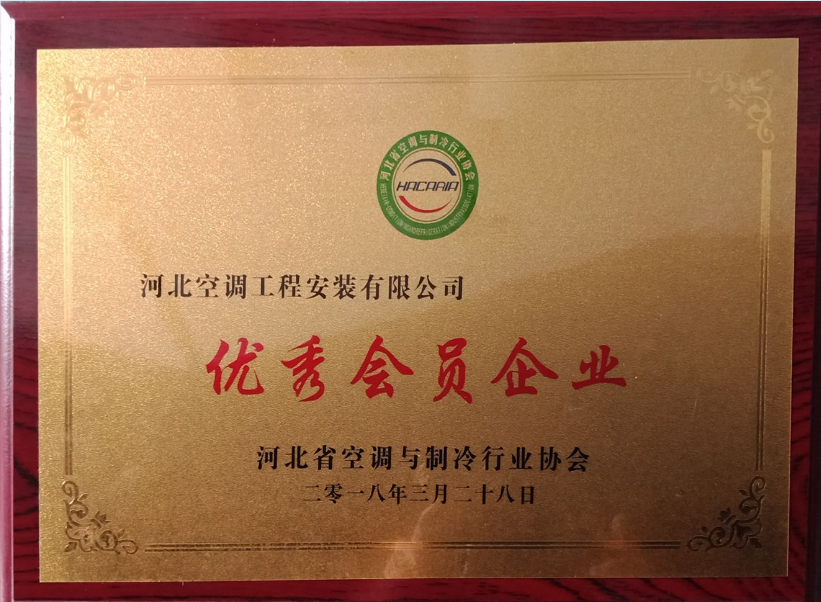 河北省空调与制冷行业协会
HACARIA
河北空调工程安装有限公司
优秀会员企业
河北省空调与制冷行业协会
二零一八年三月二十八日